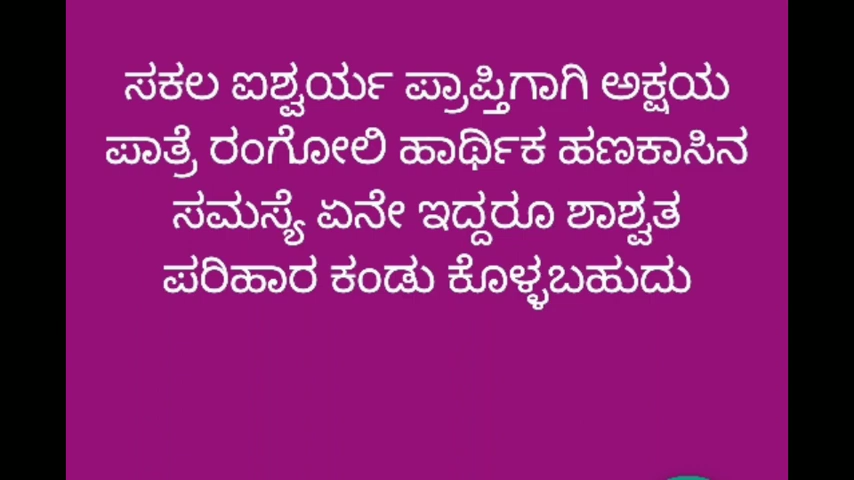 ಸಕಲ ಐಶ್ವರ್ಯ ಪ್ರಾಪ್ತಿಗಾಗಿ ಅಕ್ಷಯ
ಪಾತ್ರೆ ರಂಗೋಲಿ ಹಾರ್ಥಿಕ ಹಣಕಾಸಿನ
ಸಮಸ್ಯೆ ಏನೇ ಇದ್ದರೂ ಶಾಶ್ವತ
ಪರಿಹಾರ ಕಂಡು ಕೊಳ್ಳಬಹುದು